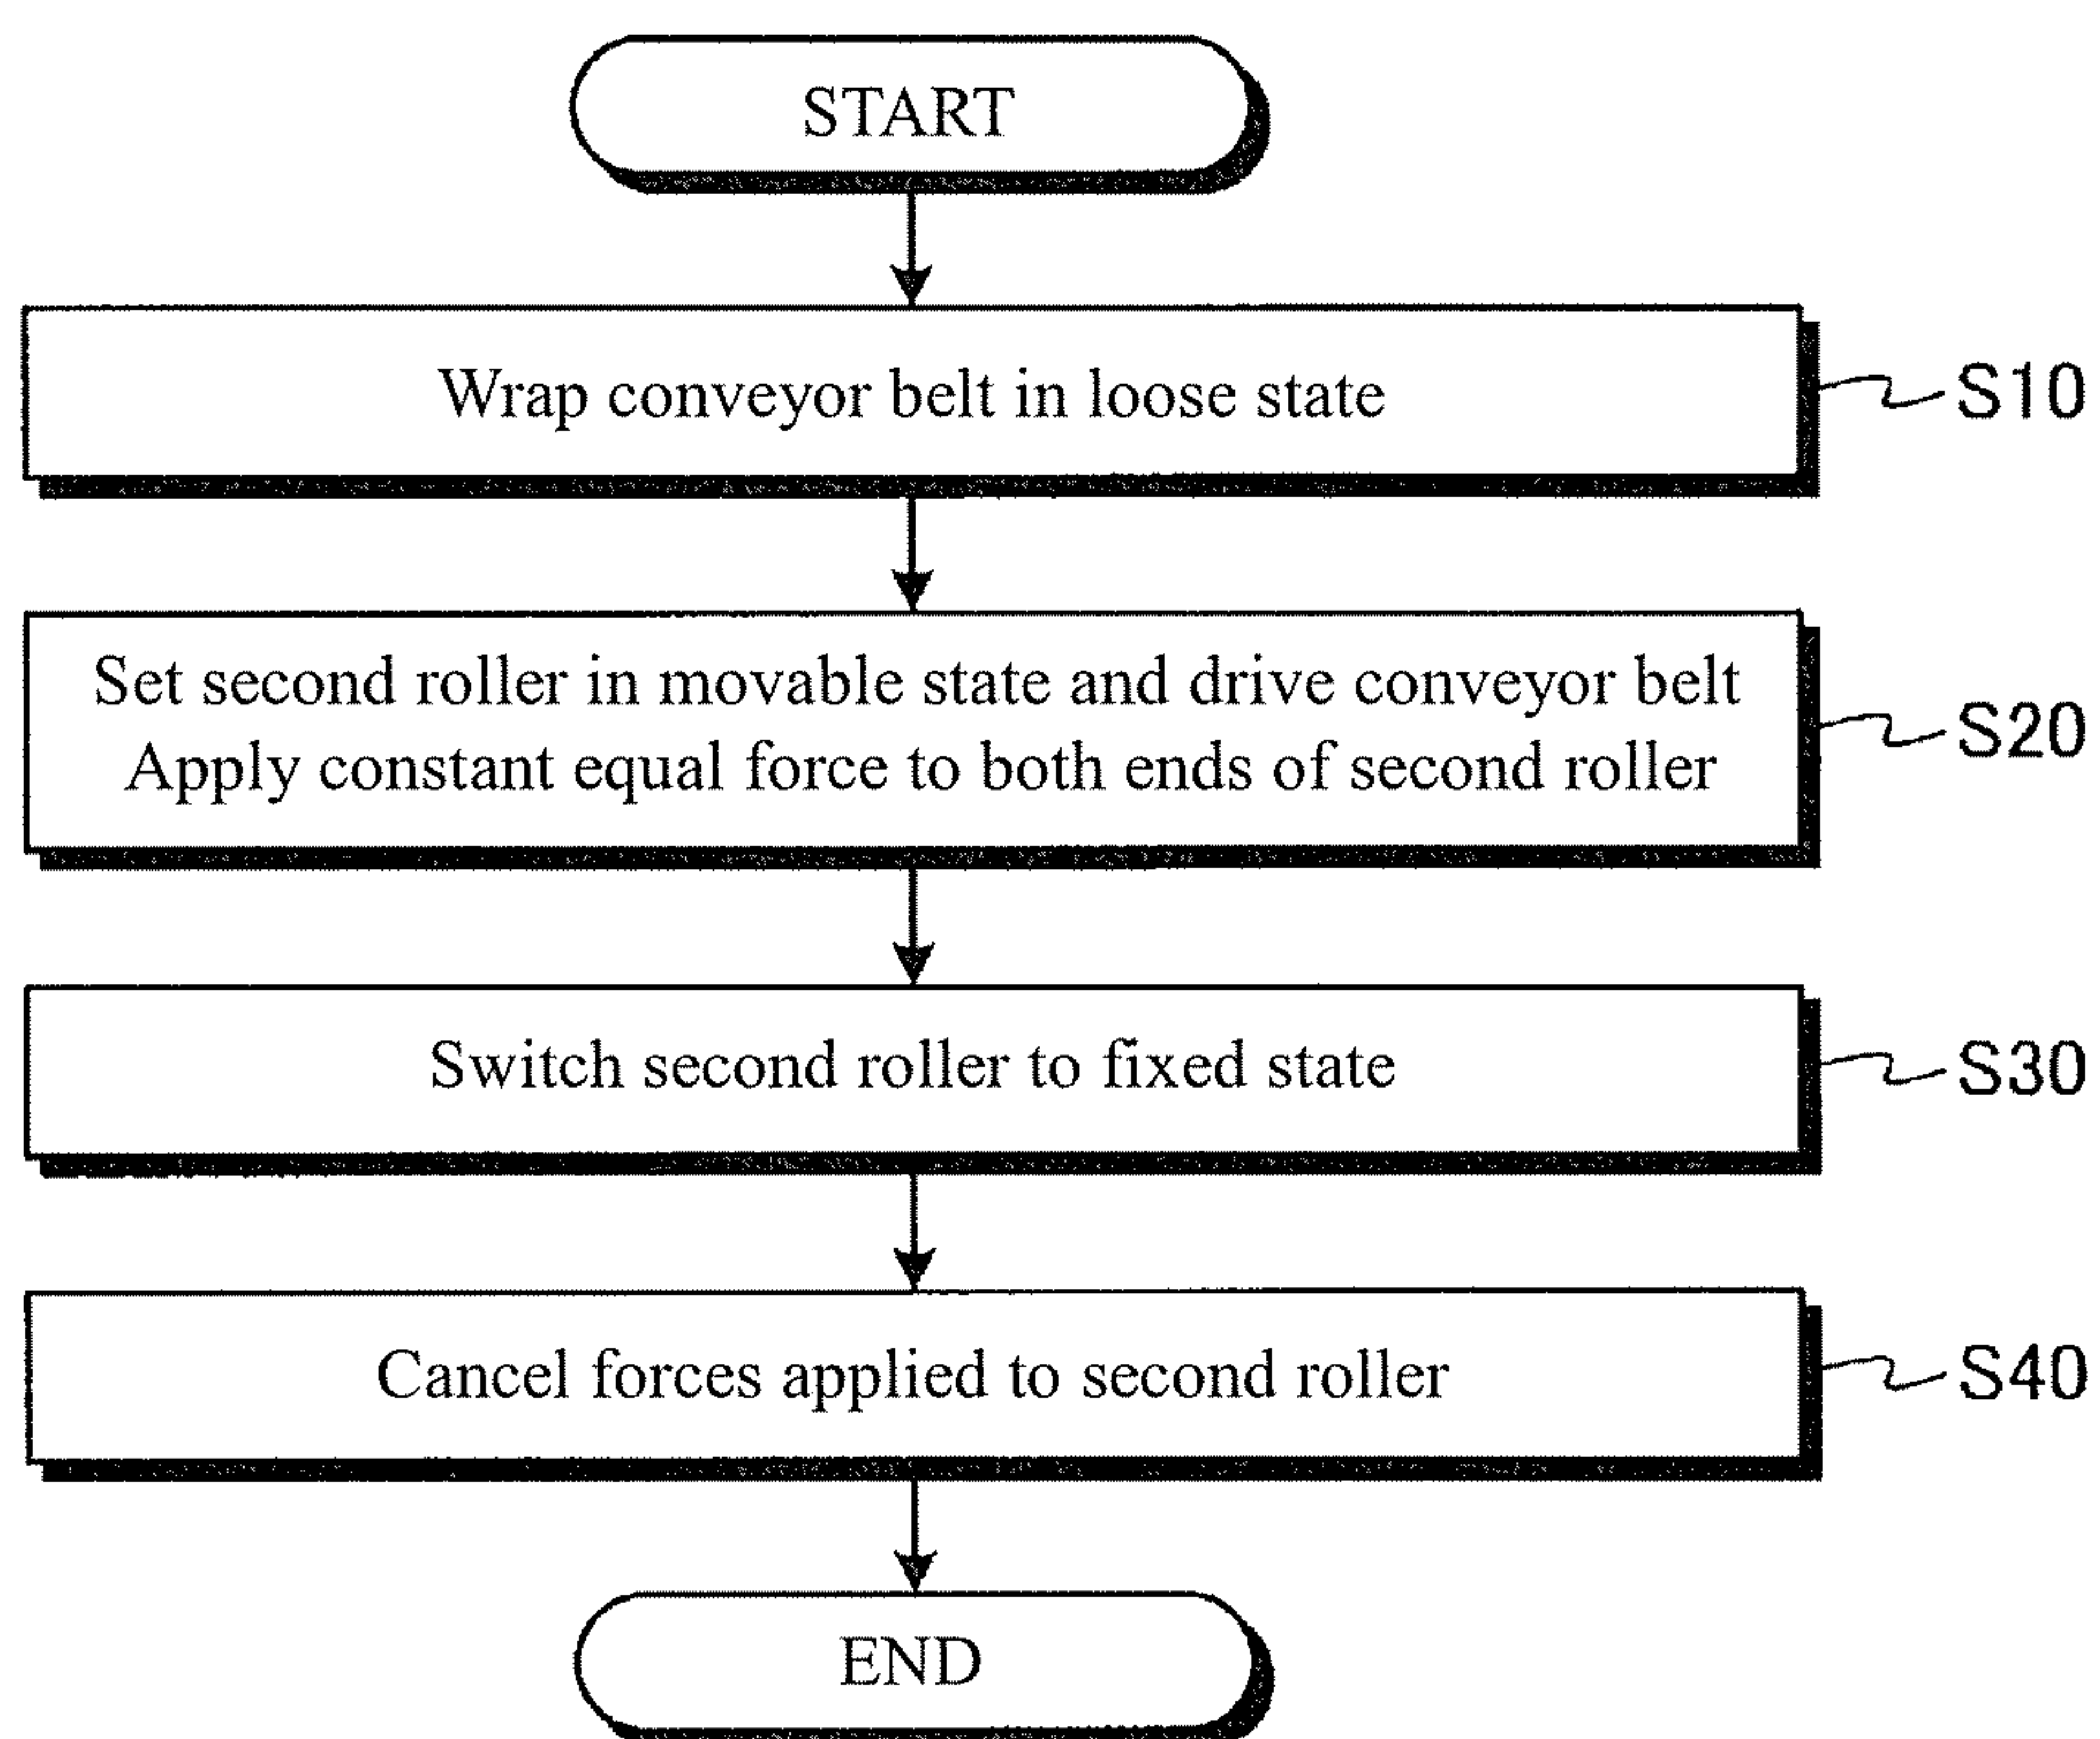 START
Wrap conveyor belt in loose state
S10
Set second roller in movable state and drive conveyor belt
Apply constant equal force to both ends of second roller
S20
Switch second roller to fixed state
S30
Cancel forces applied to second roller
S40
END